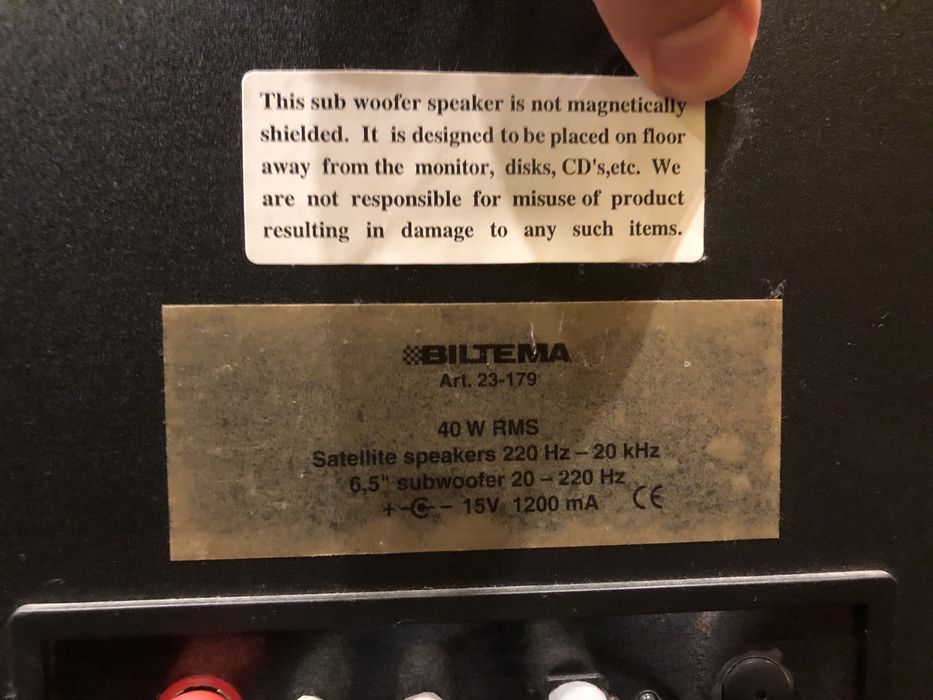 This sub woofer speaker is not magnetically
shielded. It is designed to be placed on floor
away from the monitor, disks, CD's,etc. We
are not responsible for misuse of product
resulting in damage to any such items.
BILTEMA
Art. 23-179
40 W RMS
Satellite speakers 220 Hz – 20 kHz
6,5" subwoofer 20 – 220 Hz
+ – 15V 1200 mA CE